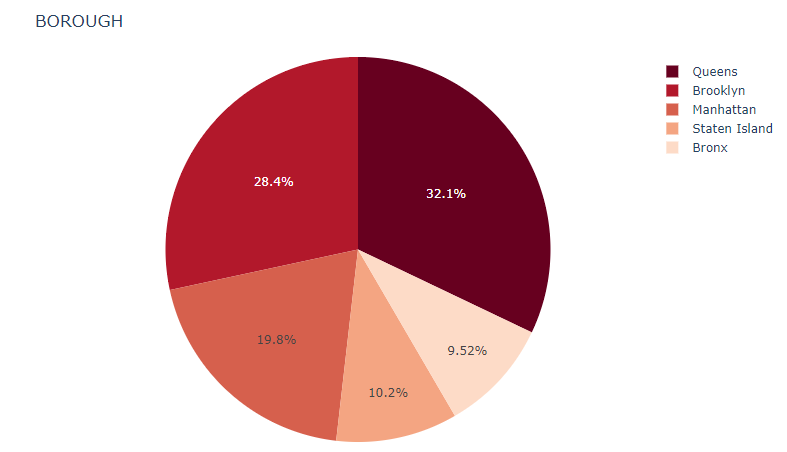 BOROUGH
Queens
Brooklyn
Manhattan
Staten Island
Bronx
28.4%
32.1%
19.8%
9.52%
10.2%